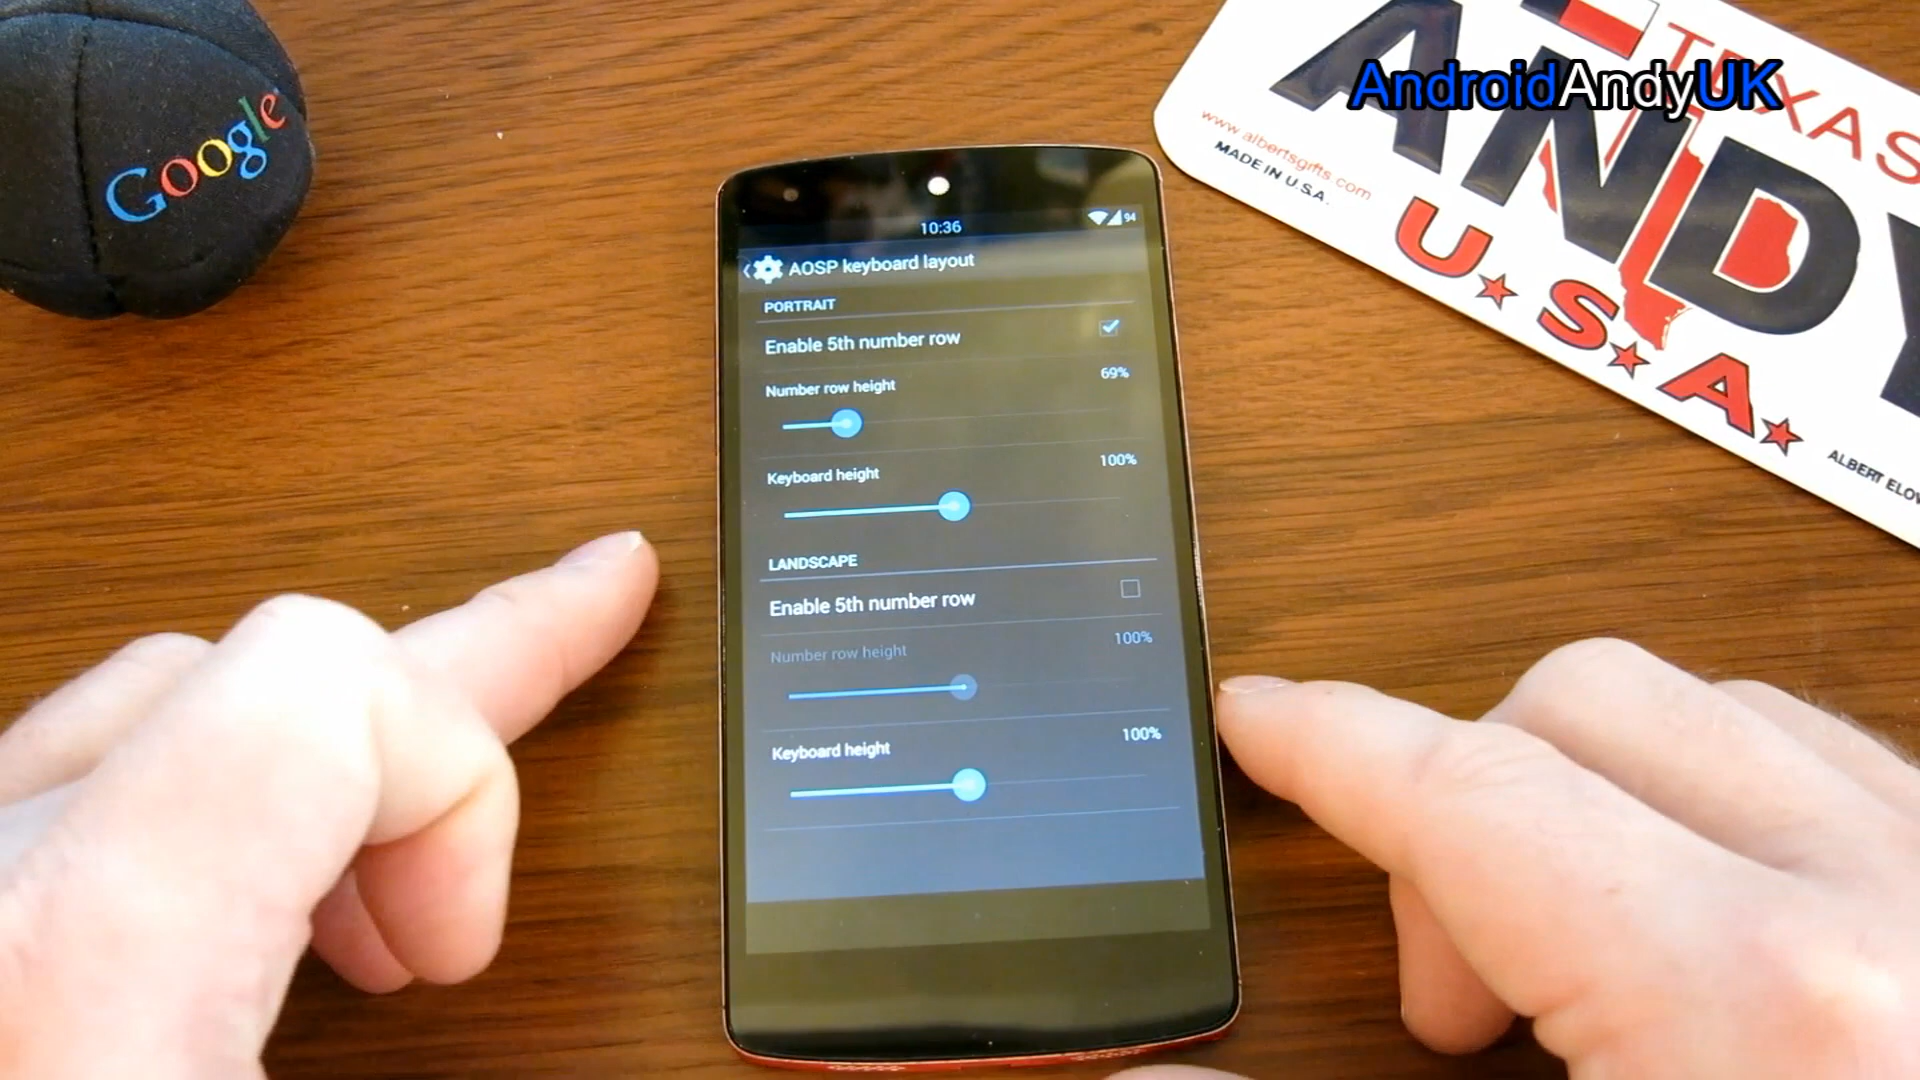 Google
AndroidAndyUK
TEXAS
www.albertsgifts.com
MADE IN U.S.A.
ANDY
U.S.A.
10:36
94
AOSP keyboard layout
PORTRAIT
Enable 5th number row
Number row height
69%
Keyboard height
100%
LANDSCAPE
Enable 5th number row
Number row height
100%
Keyboard height
100%